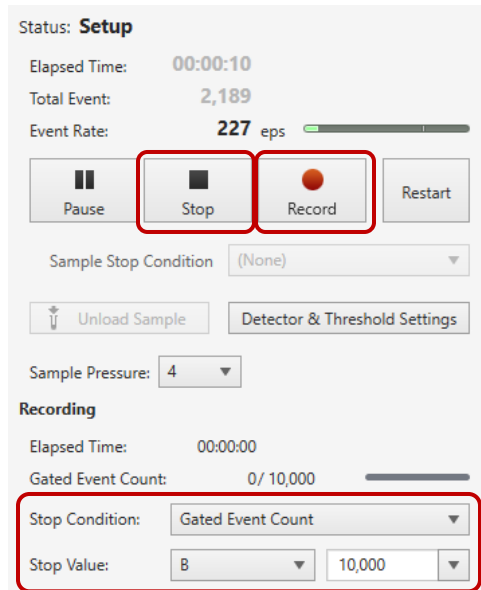 Status: Setup
Elapsed Time: 00:00:10
Total Event: 2,189
Event Rate: 227 eps
Pause Stop Record Restart
Sample Stop Condition (None)
Unload Sample Detector & Threshold Settings
Sample Pressure: 4
Recording
Elapsed Time: 00:00:00
Gated Event Count: 0/ 10,000
Stop Condition: Gated Event Count
Stop Value: B 10,000